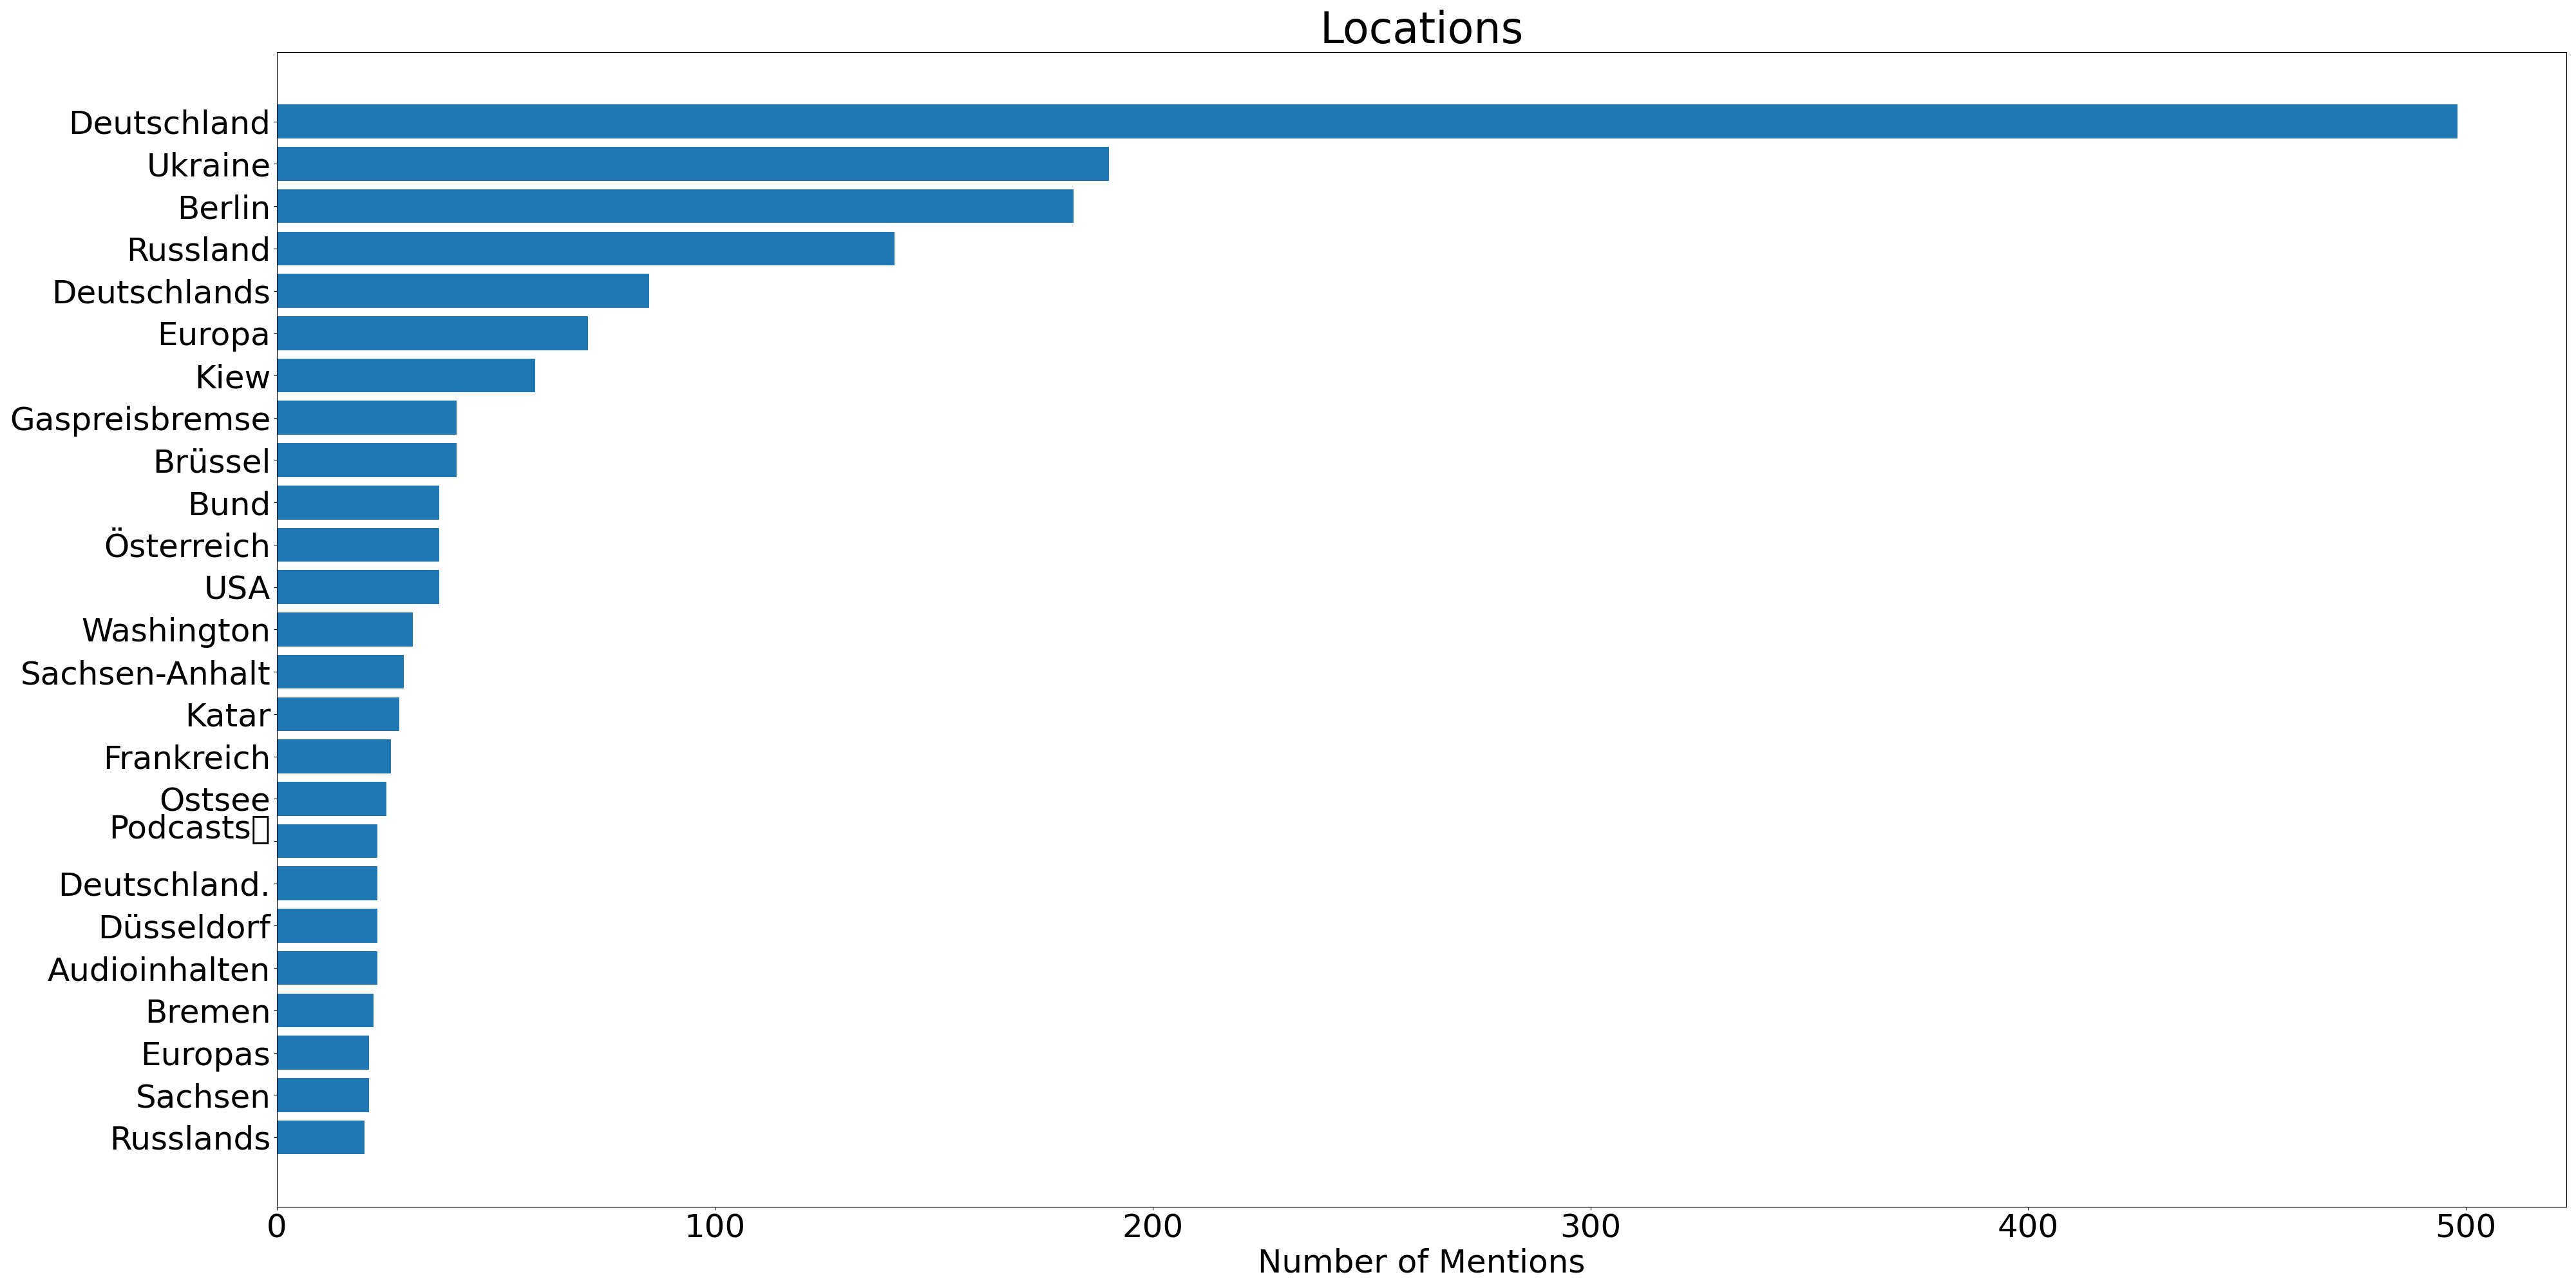 Locations
Deutschland
Ukraine
Berlin
Russland
Deutschlands
Europa
Kiew
Gaspreisbremse
Brüssel
Bund
Österreich
USA
Washington
Sachsen-Anhalt
Katar
Frankreich
Ostsee
Podcasts▯
Deutschland.
Düsseldorf
Audioinhalten
Bremen
Europas
Sachsen
Russlands
0 100 200 300 400 500
Number of Mentions